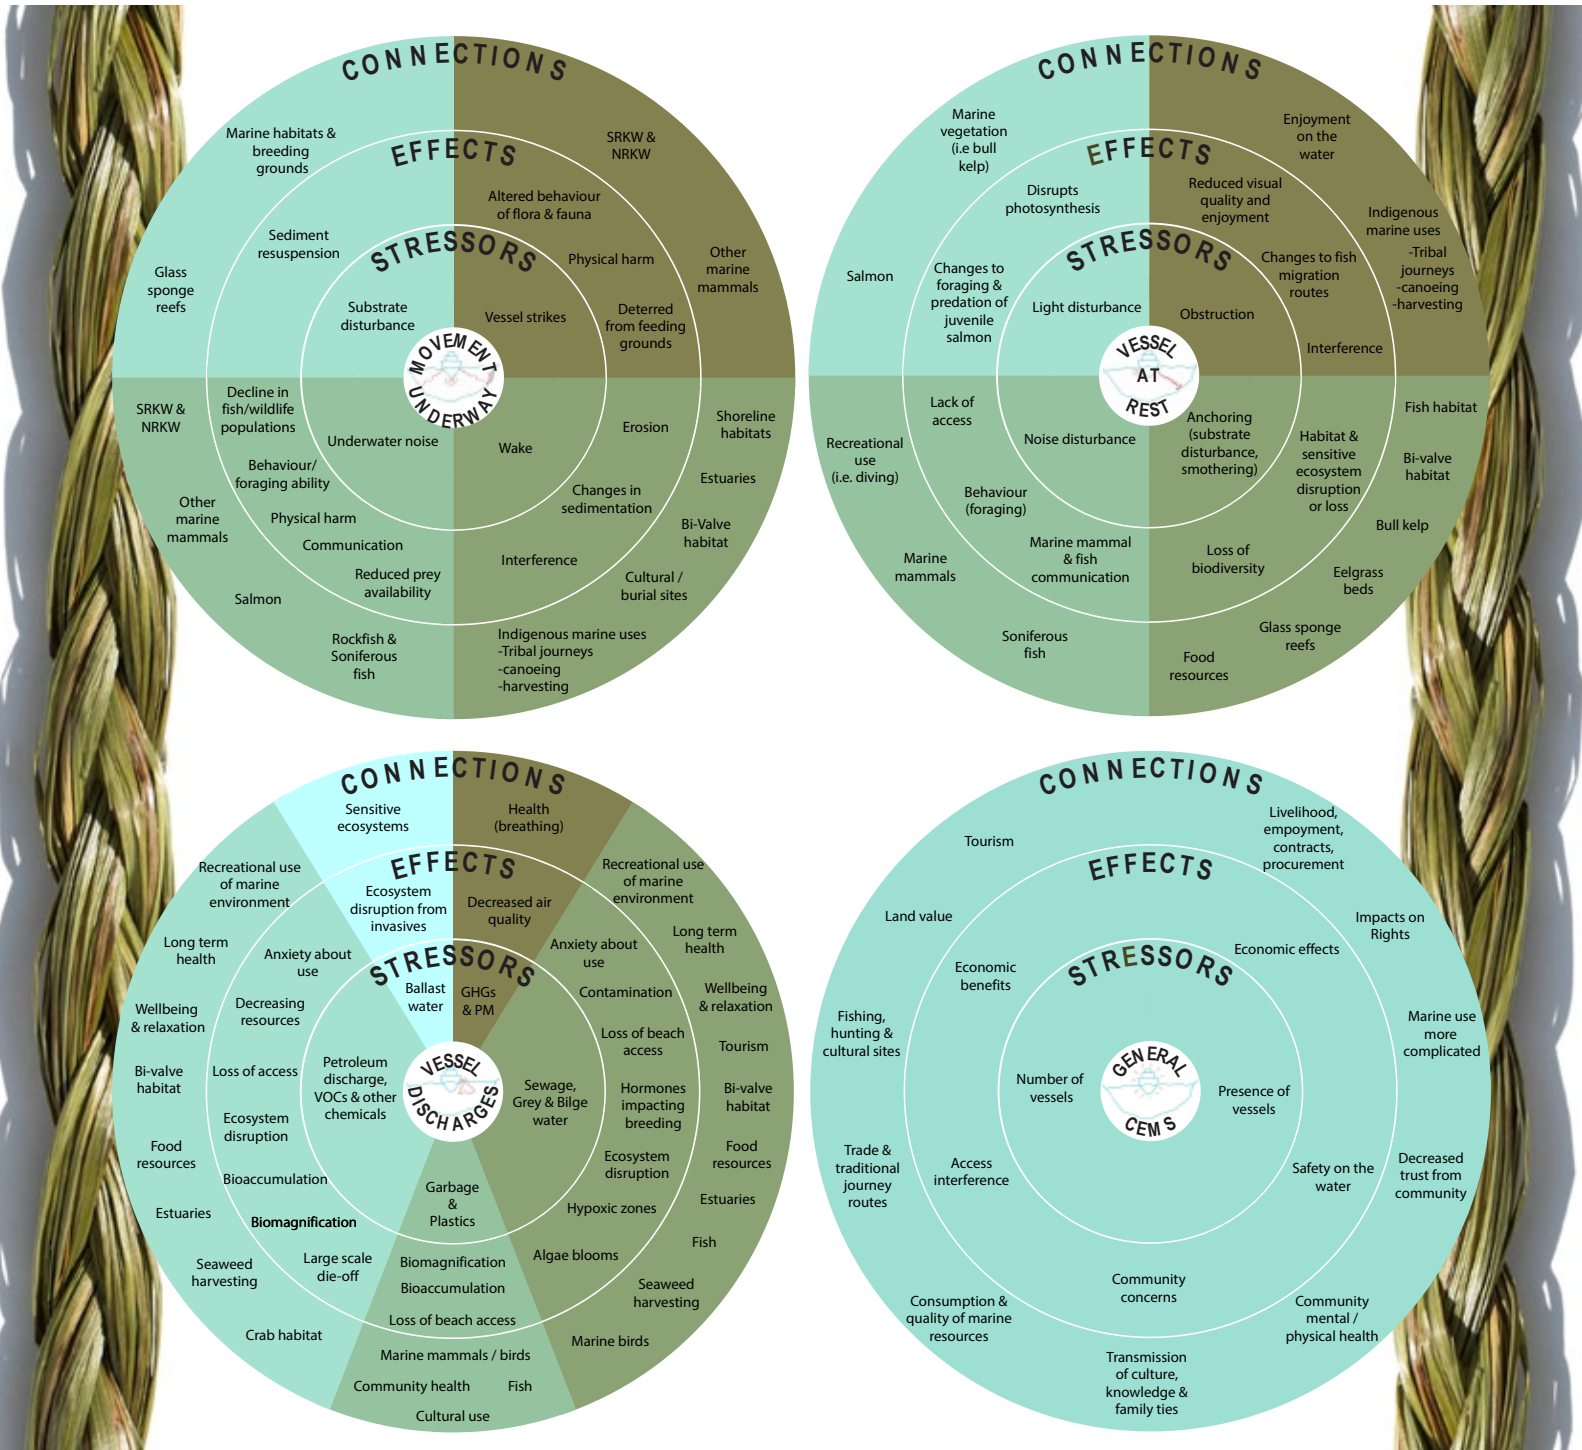 CONNECTIONS
EFFECTS
STRESSORS
MOVEMENT
UNDERWAY
Marine habitats &
breeding
grounds
Glass
sponge
reefs
Sediment
resuspension
Substrate
disturbance
SRKW &
NRKW
Other
marine
mammals
Altered behaviour
of flora & fauna
Physical harm
Deterred
from feeding
grounds
Vessel strikes
SRKW &
NRKW
Other
marine
mammals
Salmon
Rockfish &
Soniferous
fish
Decline in
fish/wildlife
populations
Behaviour/
foraging ability
Physical harm
Communication
Reduced prey
availability
Underwater noise
Wake
Erosion
Changes in
sedimentation
Interference
Shoreline
habitats
Estuaries
Bi-Valve
habitat
Cultural /
burial sites
Indigenous marine uses
-Tribal journeys
-canoeing
-harvesting
CONNECTIONS
EFFECTS
STRESSORS
VESSEL
AT
REST
Marine
vegetation
(i.e bull
kelp)
Salmon
Disrupts
photosynthesis
Changes to
foraging &
predation of
juvenile
salmon
Light disturbance
Enjoyment
on the
water
Indigenous
marine uses
-Tribal
journeys
-canoeing
-harvesting
Reduced visual
quality and
enjoyment
Changes to fish
migration
routes
Interference
Obstruction
Recreational
use
(i.e. diving)
Marine
mammals
Soniferous
fish
Lack of
access
Behaviour
(foraging)
Marine mammal
& fish
communication
Noise disturbance
Anchoring
(substrate
disturbance,
smothering)
Habitat &
sensitive
ecosystem
disruption
or loss
Loss of
biodiversity
Fish habitat
Bi-valve
habitat
Bull kelp
Eelgrass
beds
Glass sponge
reefs
Food
resources
CONNECTIONS
EFFECTS
STRESSORS
VESSEL
DISCHARGES
Sensitive
ecosystems
Ecosystem
disruption from
invasives
Ballast
water
Health
(breathing)
Decreased air
quality
GHGs
& PM
Recreational use
of marine
environment
Long term
health
Wellbeing
& relaxation
Bi-valve
habitat
Food
resources
Estuaries
Seaweed
harvesting
Crab habitat
Anxiety about
use
Decreasing
resources
Loss of access
Ecosystem
disruption
Bioaccumulation
Biomagnification
Large scale
die-off
Petroleum
discharge,
VOCs & other
chemicals
Garbage
&
Plastics
Biomagnification
Bioaccumulation
Loss of beach access
Marine mammals / birds
Community health
Fish
Cultural use
Sewage,
Grey & Bilge
water
Anxiety about
use
Contamination
Loss of beach
access
Hormones
impacting
breeding
Ecosystem
disruption
Hypoxic zones
Algae blooms
Recreational use
of marine
environment
Long term
health
Wellbeing
& relaxation
Tourism
Bi-valve
habitat
Food
resources
Estuaries
Fish
Seaweed
harvesting
Marine birds
CONNECTIONS
EFFECTS
STRESSORS
GENERAL
CEMS
Number of
vessels
Presence of
vessels
Economic
benefits
Economic effects
Access
interference
Safety on the
water
Community
concerns
Tourism
Land value
Fishing,
hunting &
cultural sites
Trade &
traditional
journey
routes
Consumption &
quality of marine
resources
Transmission
of culture,
knowledge &
family ties
Livelihood,
empoyment,
contracts,
procurement
Impacts on
Rights
Marine use
more
complicated
Decreased
trust from
community
Community
mental /
physical health